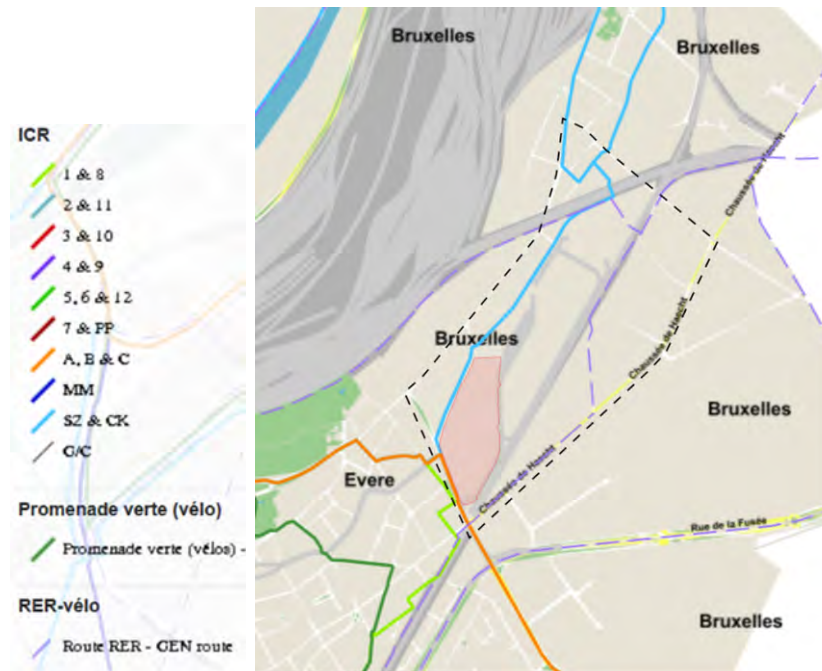 ICR
1 & 8
2 & 11
3 & 10
4 & 9
5, 6 & 12
7 & PP
A, B & C
MM
SZ & CK
G/C
Promenade verte (vélo)
Promenade verte (vélos) -
RER-vélo
Route RER - GEN route
Bruxelles
Bruxelles
Chaussée de Haecht
Bruxelles
Chaussée de Haecht
Bruxelles
Evere
Chaussée de Haecht
Rue de la Fusée
Bruxelles